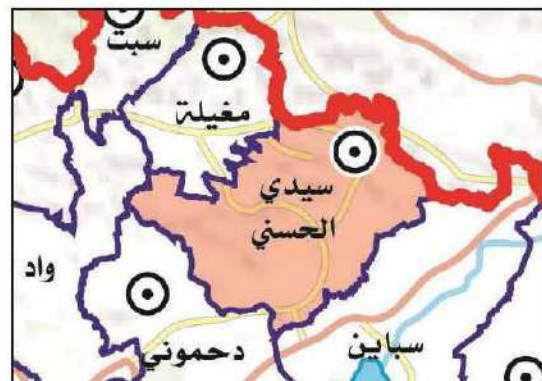 سبت
مغيلة
سيدي
الحسني
واد
دحموني
سباين